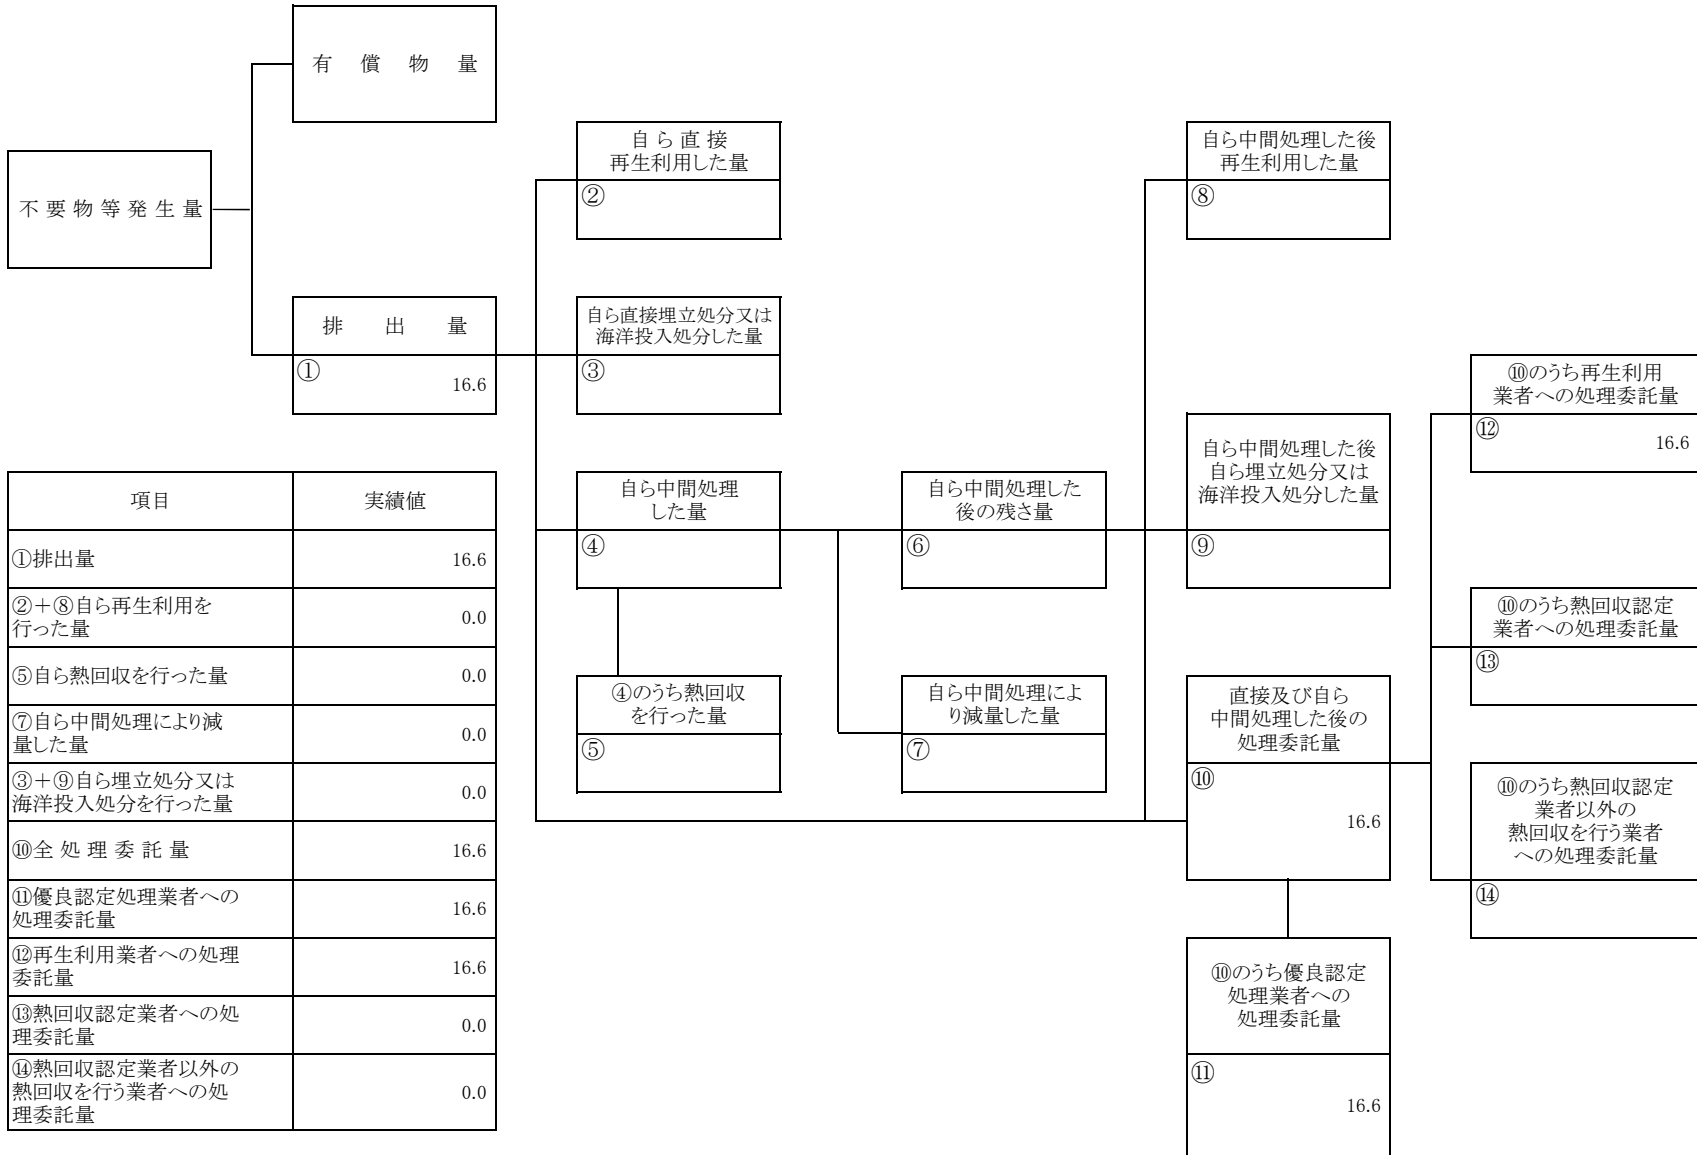 有償物量
不要物等発生量
排出量
①
16.6
自ら直接
再生利用した量
②
自ら直接埋立処分又は
海洋投入処分した量
③
自ら中間処理
した量
④
④のうち熱回収
を行った量
⑤
自ら中間処理した
後の残さ量
⑥
自ら中間処理によ
り減量した量
⑦
自ら中間処理した後
再生利用した量
⑧
自ら中間処理した後
自ら埋立処分又は
海洋投入処分した量
⑨
直接及び自ら
中間処理した後の
処理委託量
⑩
16.6
⑩のうち優良認定
処理業者への
処理委託量
⑪
16.6
⑩のうち再生利用
業者への処理委託量
⑫
16.6
⑩のうち熱回収認定
業者への処理委託量
⑬
⑩のうち熱回収認定
業者以外の
熱回収を行う業者
への処理委託量
⑭
項目 実績値
①排出量 16.6
②+⑧自ら再生利用を
行った量 0.0
⑤自ら熱回収を行った量 0.0
⑦自ら中間処理により減
量した量 0.0
③+⑨自ら埋立処分又は
海洋投入処分を行った量 0.0
⑩全処理委託量 16.6
⑪優良認定処理業者への
処理委託量 16.6
⑫再生利用業者への処理
委託量 16.6
⑬熱回収認定業者への処
理委託量 0.0
⑭熱回収認定業者以外の
熱回収を行う業者への処
理委託量 0.0